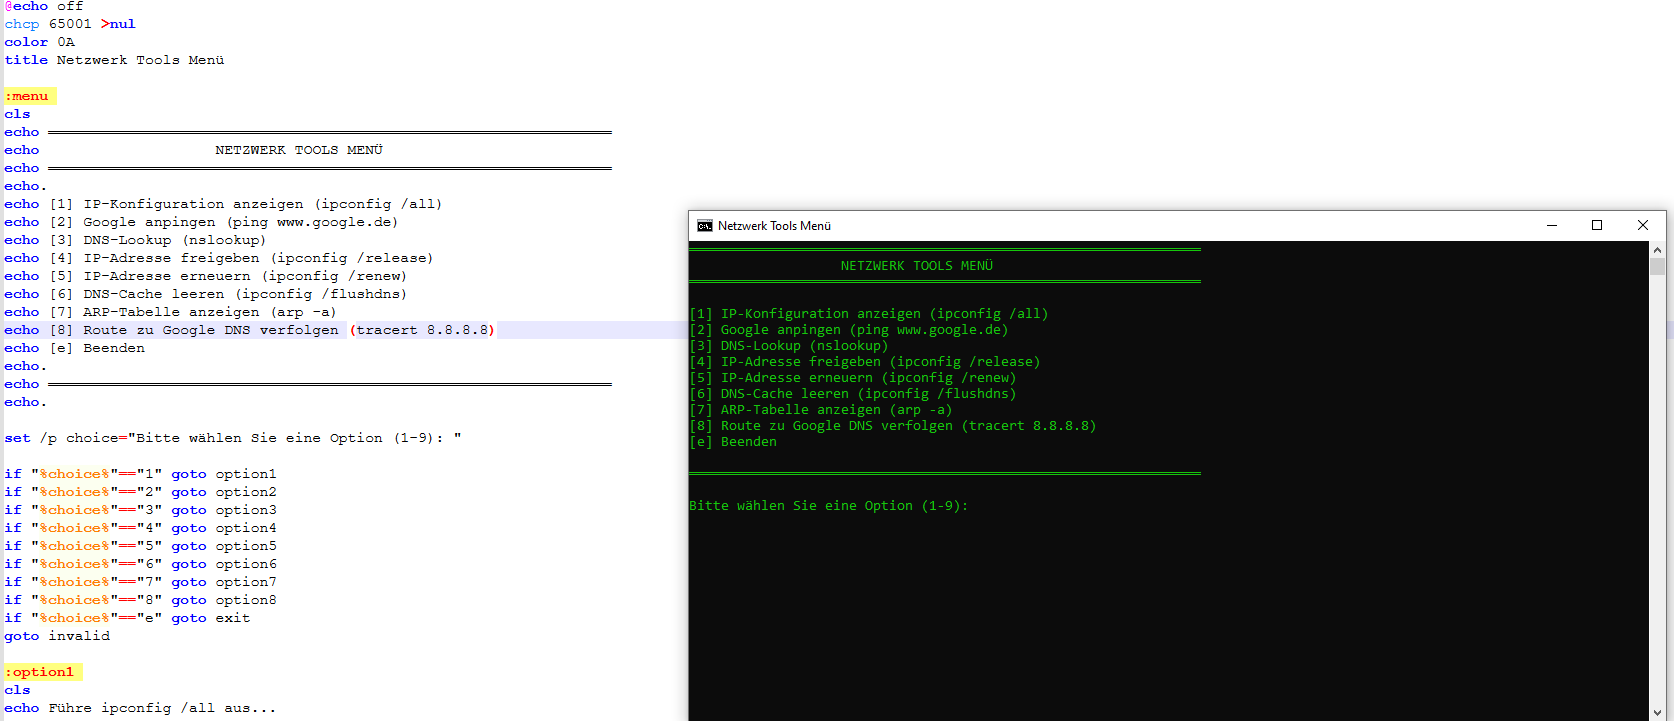 @echo off
chcp 65001 >nul
color 0A
title Netzwerk Tools Menü
:menu
cls
echo ════════════════════════════════════════════════════════════════
echo                    NETZWERK TOOLS MENÜ
echo ════════════════════════════════════════════════════════════════
echo.
echo [1] IP-Konfiguration anzeigen (ipconfig /all)
echo [2] Google anpingen (ping www.google.de)
echo [3] DNS-Lookup (nslookup)
echo [4] IP-Adresse freigeben (ipconfig /release)
echo [5] IP-Adresse erneuern (ipconfig /renew)
echo [6] DNS-Cache leeren (ipconfig /flushdns)
echo [7] ARP-Tabelle anzeigen (arp -a)
echo [8] Route zu Google DNS verfolgen (tracert 8.8.8.8)
echo [e] Beenden
echo.
echo ════════════════════════════════════════════════════════════════
echo.
set /p choice="Bitte wählen Sie eine Option (1-9): "
if "%choice%"=="1" goto option1
if "%choice%"=="2" goto option2
if "%choice%"=="3" goto option3
if "%choice%"=="4" goto option4
if "%choice%"=="5" goto option5
if "%choice%"=="6" goto option6
if "%choice%"=="7" goto option7
if "%choice%"=="8" goto option8
if "%choice%"=="e" goto exit
goto invalid
:option1
cls
echo Führe ipconfig /all aus...
Netzwerk Tools Menü
════════════════════════════════════════════════════════════════
NETZWERK TOOLS MENÜ
════════════════════════════════════════════════════════════════
[1] IP-Konfiguration anzeigen (ipconfig /all)
[2] Google anpingen (ping www.google.de)
[3] DNS-Lookup (nslookup)
[4] IP-Adresse freigeben (ipconfig /release)
[5] IP-Adresse erneuern (ipconfig /renew)
[6] DNS-Cache leeren (ipconfig /flushdns)
[7] ARP-Tabelle anzeigen (arp -a)
[8] Route zu Google DNS verfolgen (tracert 8.8.8.8)
[e] Beenden
════════════════════════════════════════════════════════════════
Bitte wählen Sie eine Option (1-9):